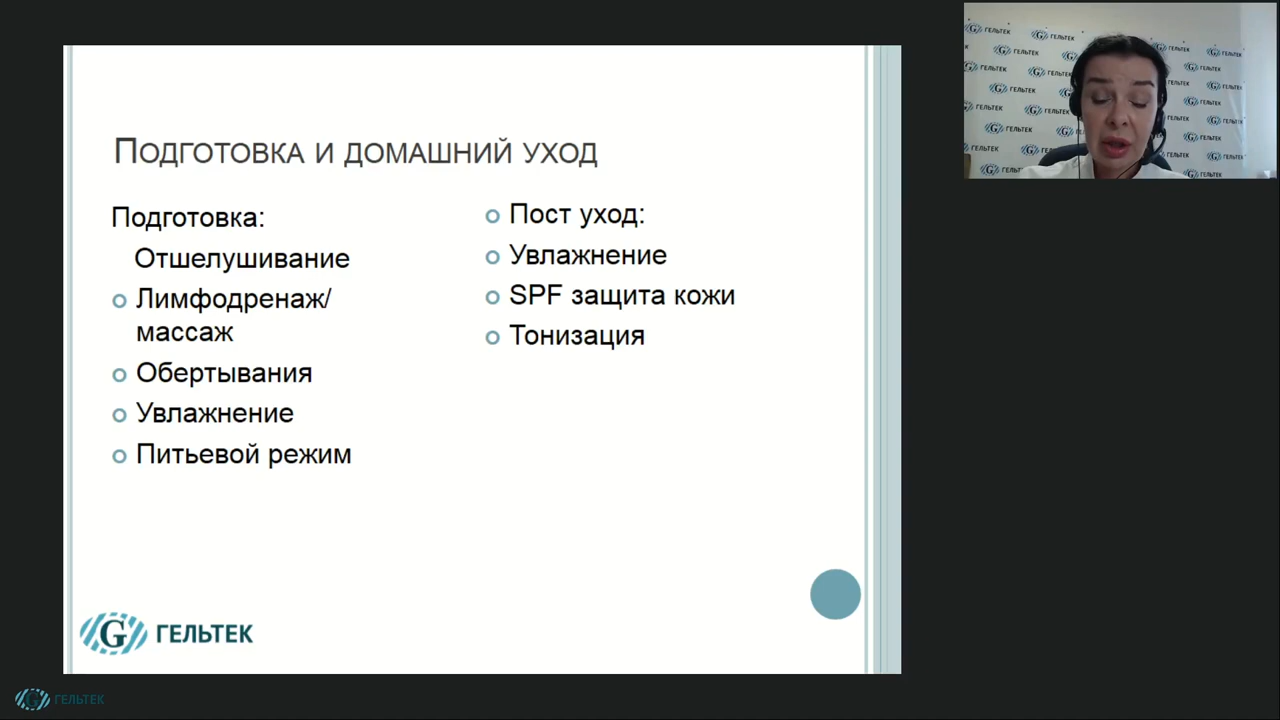 Подготовка и домашний уход
Подготовка:
Отшелушивание
Лимфодренаж/
массаж
Обертывания
Увлажнение
Питьевой режим
Пост уход:
Увлажнение
SPF защита кожи
Тонизация
G ГЕЛЬТЕК
G ГЕЛЬТЕК
ГЕЛЬТЕК